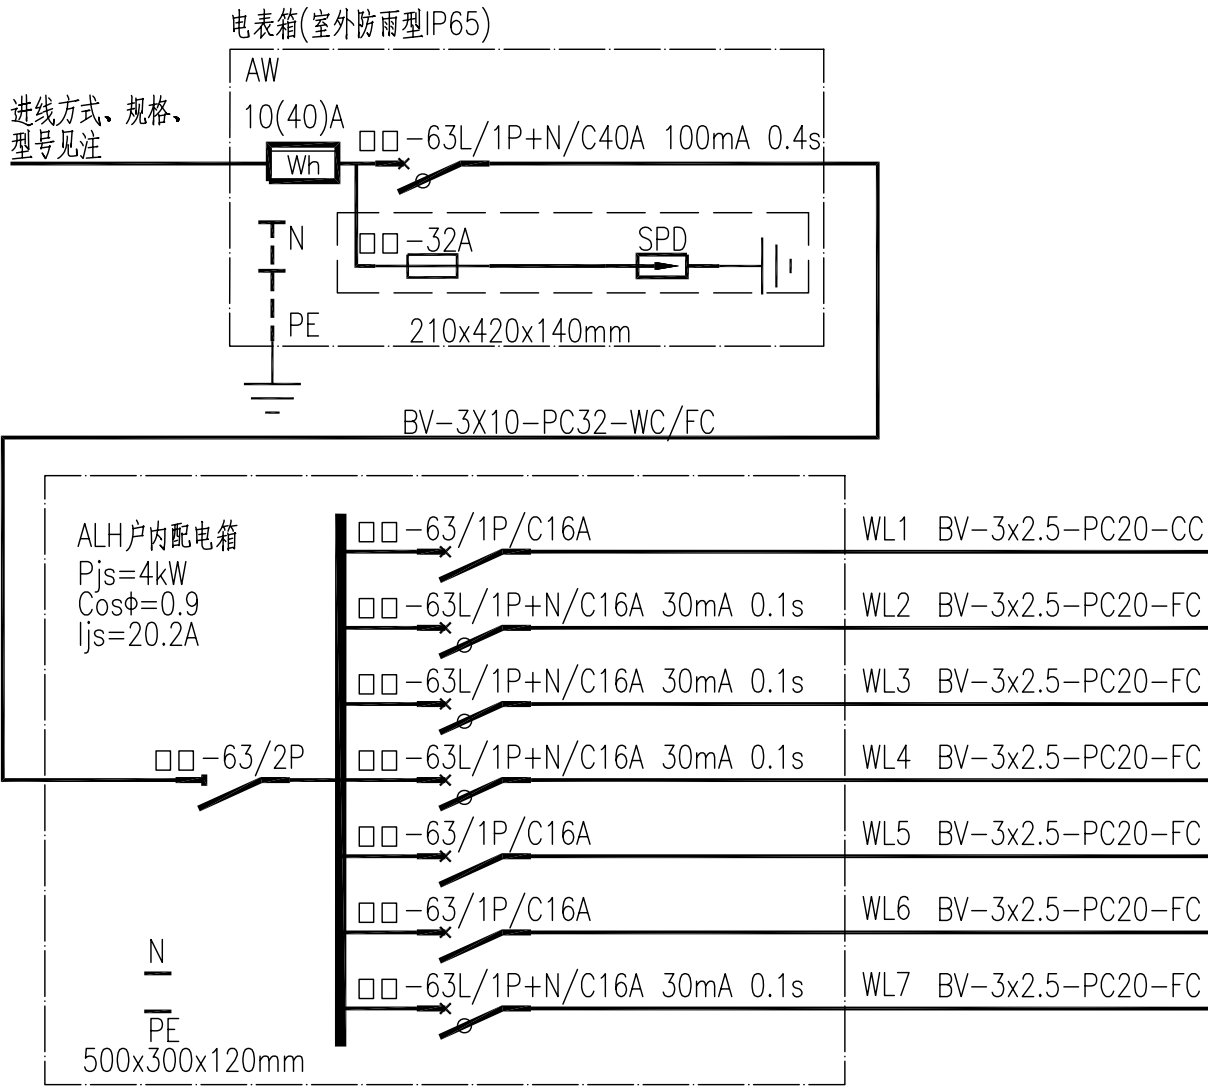 电表箱(室外防雨型IP65)
AW
进线方式、规格、
型号见注
10(40)A
□□-63L/1P+N/C40A 100mA 0.4s
Wh
N
□□-32A
SPD
PE
210x420x140mm
BV-3X10-PC32-WC/FC
ALH户内配电箱
Pjs=4kW
CosΦ=0.9
Ijs=20.2A
□□-63/1P/C16A WL1 BV-3x2.5-PC20-CC
□□-63L/1P+N/C16A 30mA 0.1s WL2 BV-3x2.5-PC20-FC
□□-63L/1P+N/C16A 30mA 0.1s WL3 BV-3x2.5-PC20-FC
□□-63/2P
□□-63L/1P+N/C16A 30mA 0.1s WL4 BV-3x2.5-PC20-FC
□□-63/1P/C16A WL5 BV-3x2.5-PC20-FC
□□-63/1P/C16A WL6 BV-3x2.5-PC20-FC
N
□□-63L/1P+N/C16A 30mA 0.1s WL7 BV-3x2.5-PC20-FC
PE
500x300x120mm